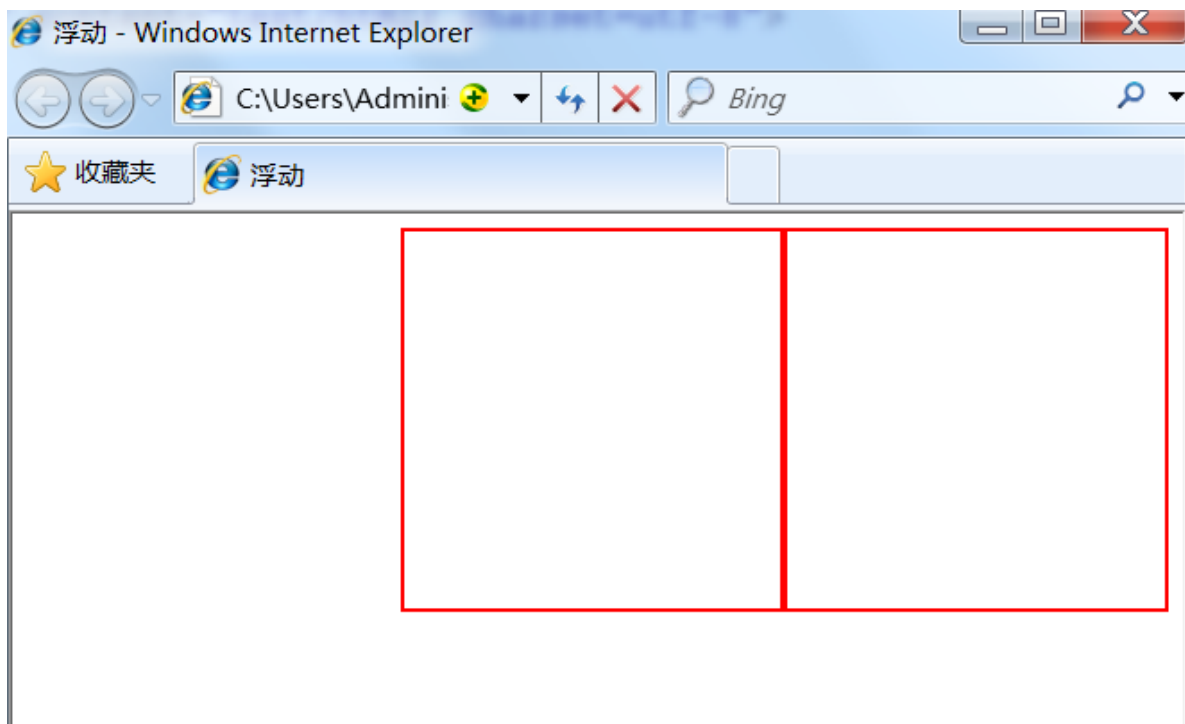 浮动 - Windows Internet Explorer
C:\Users\Admini
Bing
收藏夹
浮动